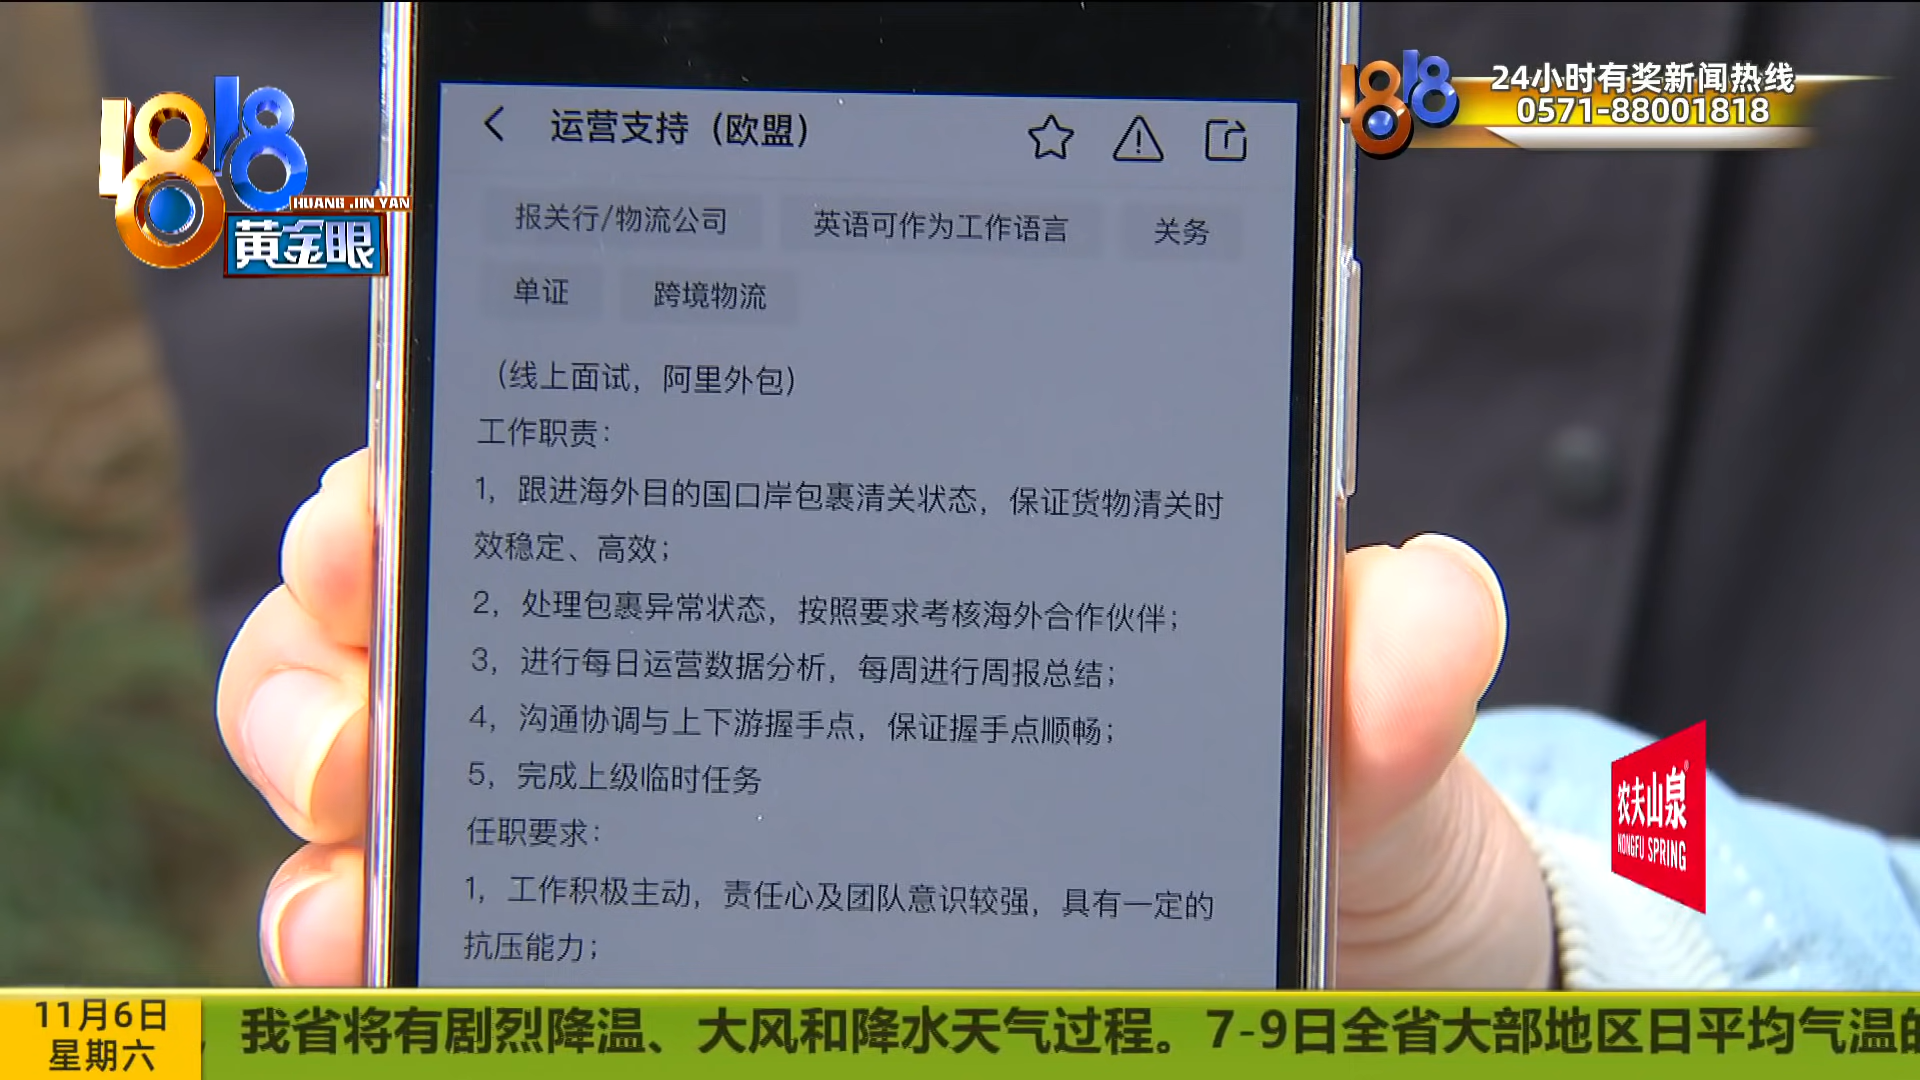 1818
HUANG JIN YAN
黄金眼
1818
24小时有奖新闻热线
0571-88001818
运营支持（欧盟）
报关行/物流公司
英语可作为工作语言
关务
单证
跨境物流
（线上面试，阿里外包）
工作职责：
1，跟进海外目的国口岸包裹清关状态，保证货物清关时
效稳定、高效；
2，处理包裹异常状态，按照要求考核海外合作伙伴；
3，进行每日运营数据分析，每周进行周报总结；
4，沟通协调与上下游握手点，保证握手点顺畅；
5，完成上级临时任务
任职要求：
1，工作积极主动，责任心及团队意识较强，具有一定的
抗压能力；
农夫山泉®
NONGFU SPRING
11月6日
星期六
，我省将有剧烈降温、大风和降水天气过程。7-9日全省大部地区日平均气温的